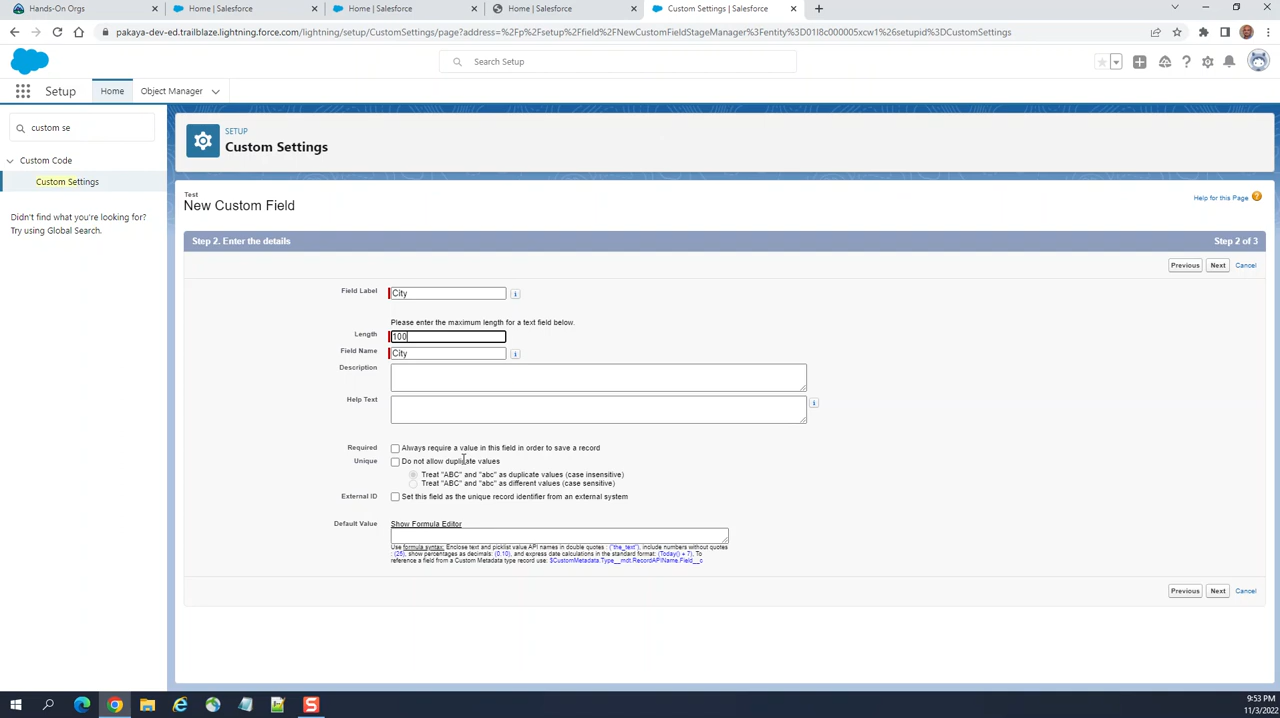 Hands-On Orgs
Home | Salesforce
Home | Salesforce
Home | Salesforce
Custom Settings | Salesforce
pakaya-dev-ed.trailblaze.lightning.force.com/lightning/setup/CustomSettings/page?address=%2Fp%2Fsetup%2Ffield%2FNewCustomFieldStageManager%3Fentity%3D01I8c000005xcw1%26setupid%3DCustomSettings
Search Setup
Setup
Home
Object Manager
custom se
Custom Code
Custom Settings
Didn't find what you're looking for?
Try using Global Search.
SETUP
Custom Settings
Test
New Custom Field
Help for this Page
Step 2. Enter the details
Step 2 of 3
Previous
Next
Cancel
Field Label
City
Please enter the maximum length for a text field below.
Length
100
Field Name
City
Description
Help Text
Required
Always require a value in this field in order to save a record
Unique
Do not allow duplicate values
Treat "ABC" and "abc" as duplicate values (case insensitive)
Treat "ABC" and "abc" as different values (case sensitive)
External ID
Set this field as the unique record identifier from an external system
Default Value
Show Formula Editor
Use formula syntax: Enclose text and picklist value API names in double quotes : ("the_text"), include numbers without quotes
: (25), show percentages as decimals: (0.10), and express date calculations in the standard format: (Today() + 7), To
reference a field from a Custom Metadata type record use: $CustomMetadata.Type__mdt.RecordAPIName.Field__c
Previous
Next
Cancel
9:53 PM
11/3/2022